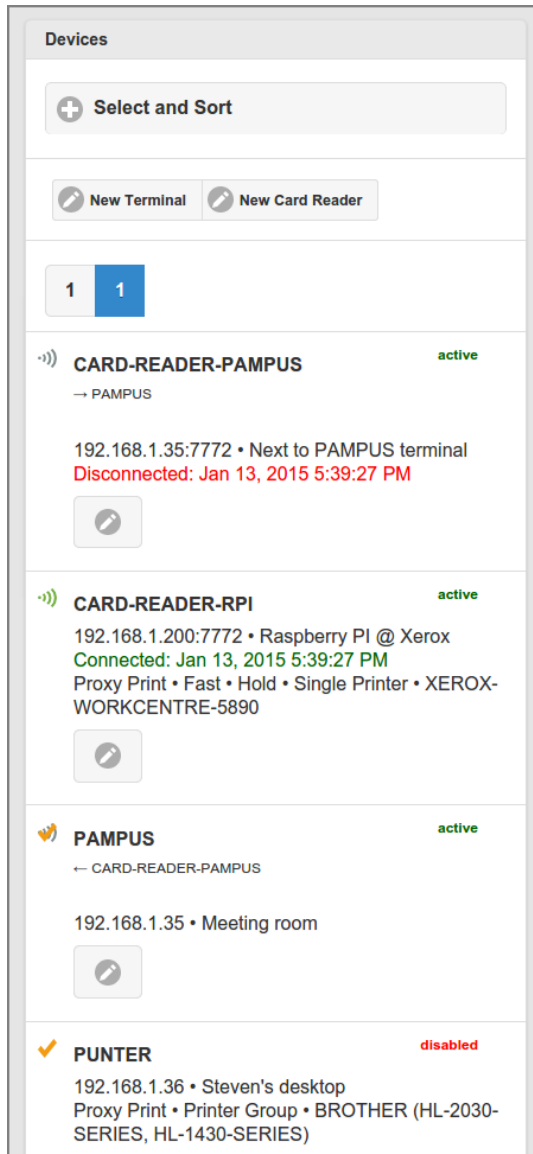 Devices
Select and Sort
New Terminal New Card Reader
1 1
CARD-READER-PAMPUS active
→ PAMPUS
192.168.1.35:7772 • Next to PAMPUS terminal
Disconnected: Jan 13, 2015 5:39:27 PM
CARD-READER-RPI active
192.168.1.200:7772 • Raspberry PI @ Xerox
Connected: Jan 13, 2015 5:39:27 PM
Proxy Print • Fast • Hold • Single Printer • XEROX-
WORKCENTRE-5890
PAMPUS active
← CARD-READER-PAMPUS
192.168.1.35 • Meeting room
PUNTER disabled
192.168.1.36 • Steven's desktop
Proxy Print • Printer Group • BROTHER (HL-2030-
SERIES, HL-1430-SERIES)